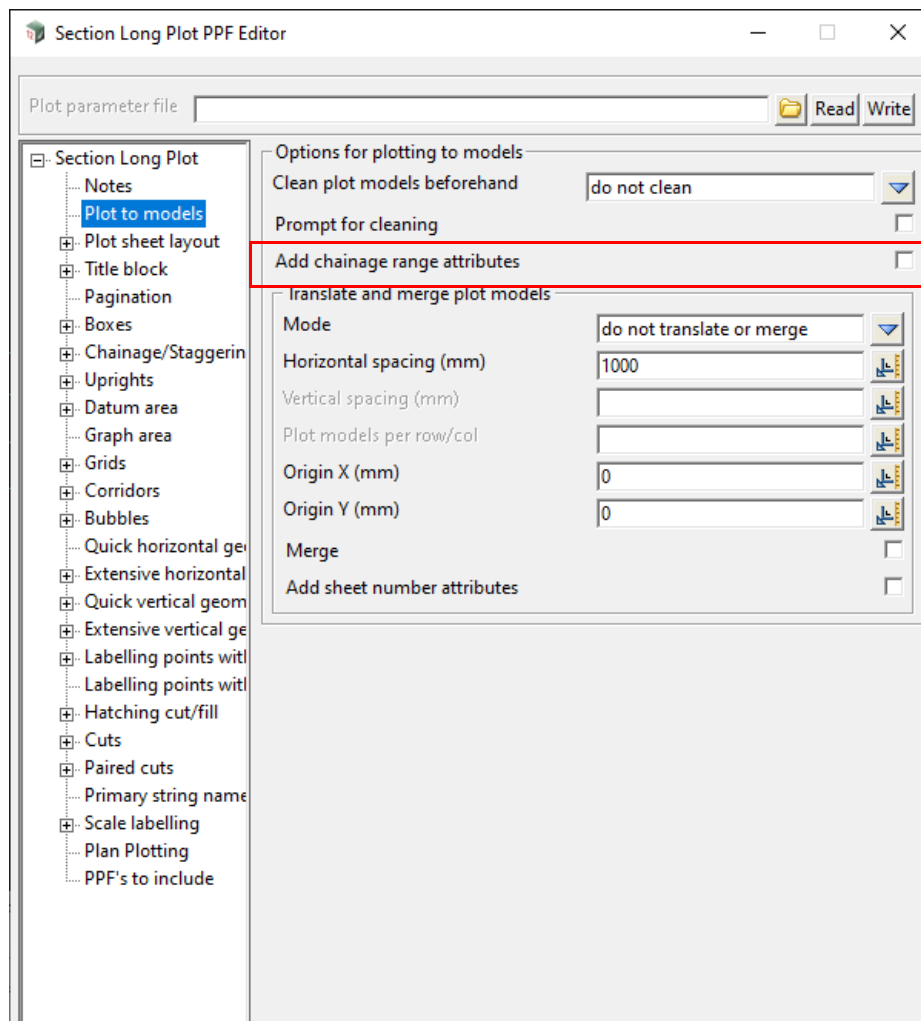 Section Long Plot PPF Editor
Plot parameter file
Read
Write
Section Long Plot
Notes
Plot to models
Plot sheet layout
Title block
Pagination
Boxes
Chainage/Staggerin
Uprights
Datum area
Graph area
Grids
Corridors
Bubbles
Quick horizontal ge
Extensive horizontal
Quick vertical geom
Extensive vertical ge
Labelling points with
Labelling points with
Hatching cut/fill
Cuts
Paired cuts
Primary string name
Scale labelling
Plan Plotting
PPF's to include
Options for plotting to models
Clean plot models beforehand
do not clean
Prompt for cleaning
Add chainage range attributes
Translate and merge plot models
Mode
do not translate or merge
Horizontal spacing (mm)
1000
Vertical spacing (mm)
Plot models per row/col
Origin X (mm)
0
Origin Y (mm)
0
Merge
Add sheet number attributes